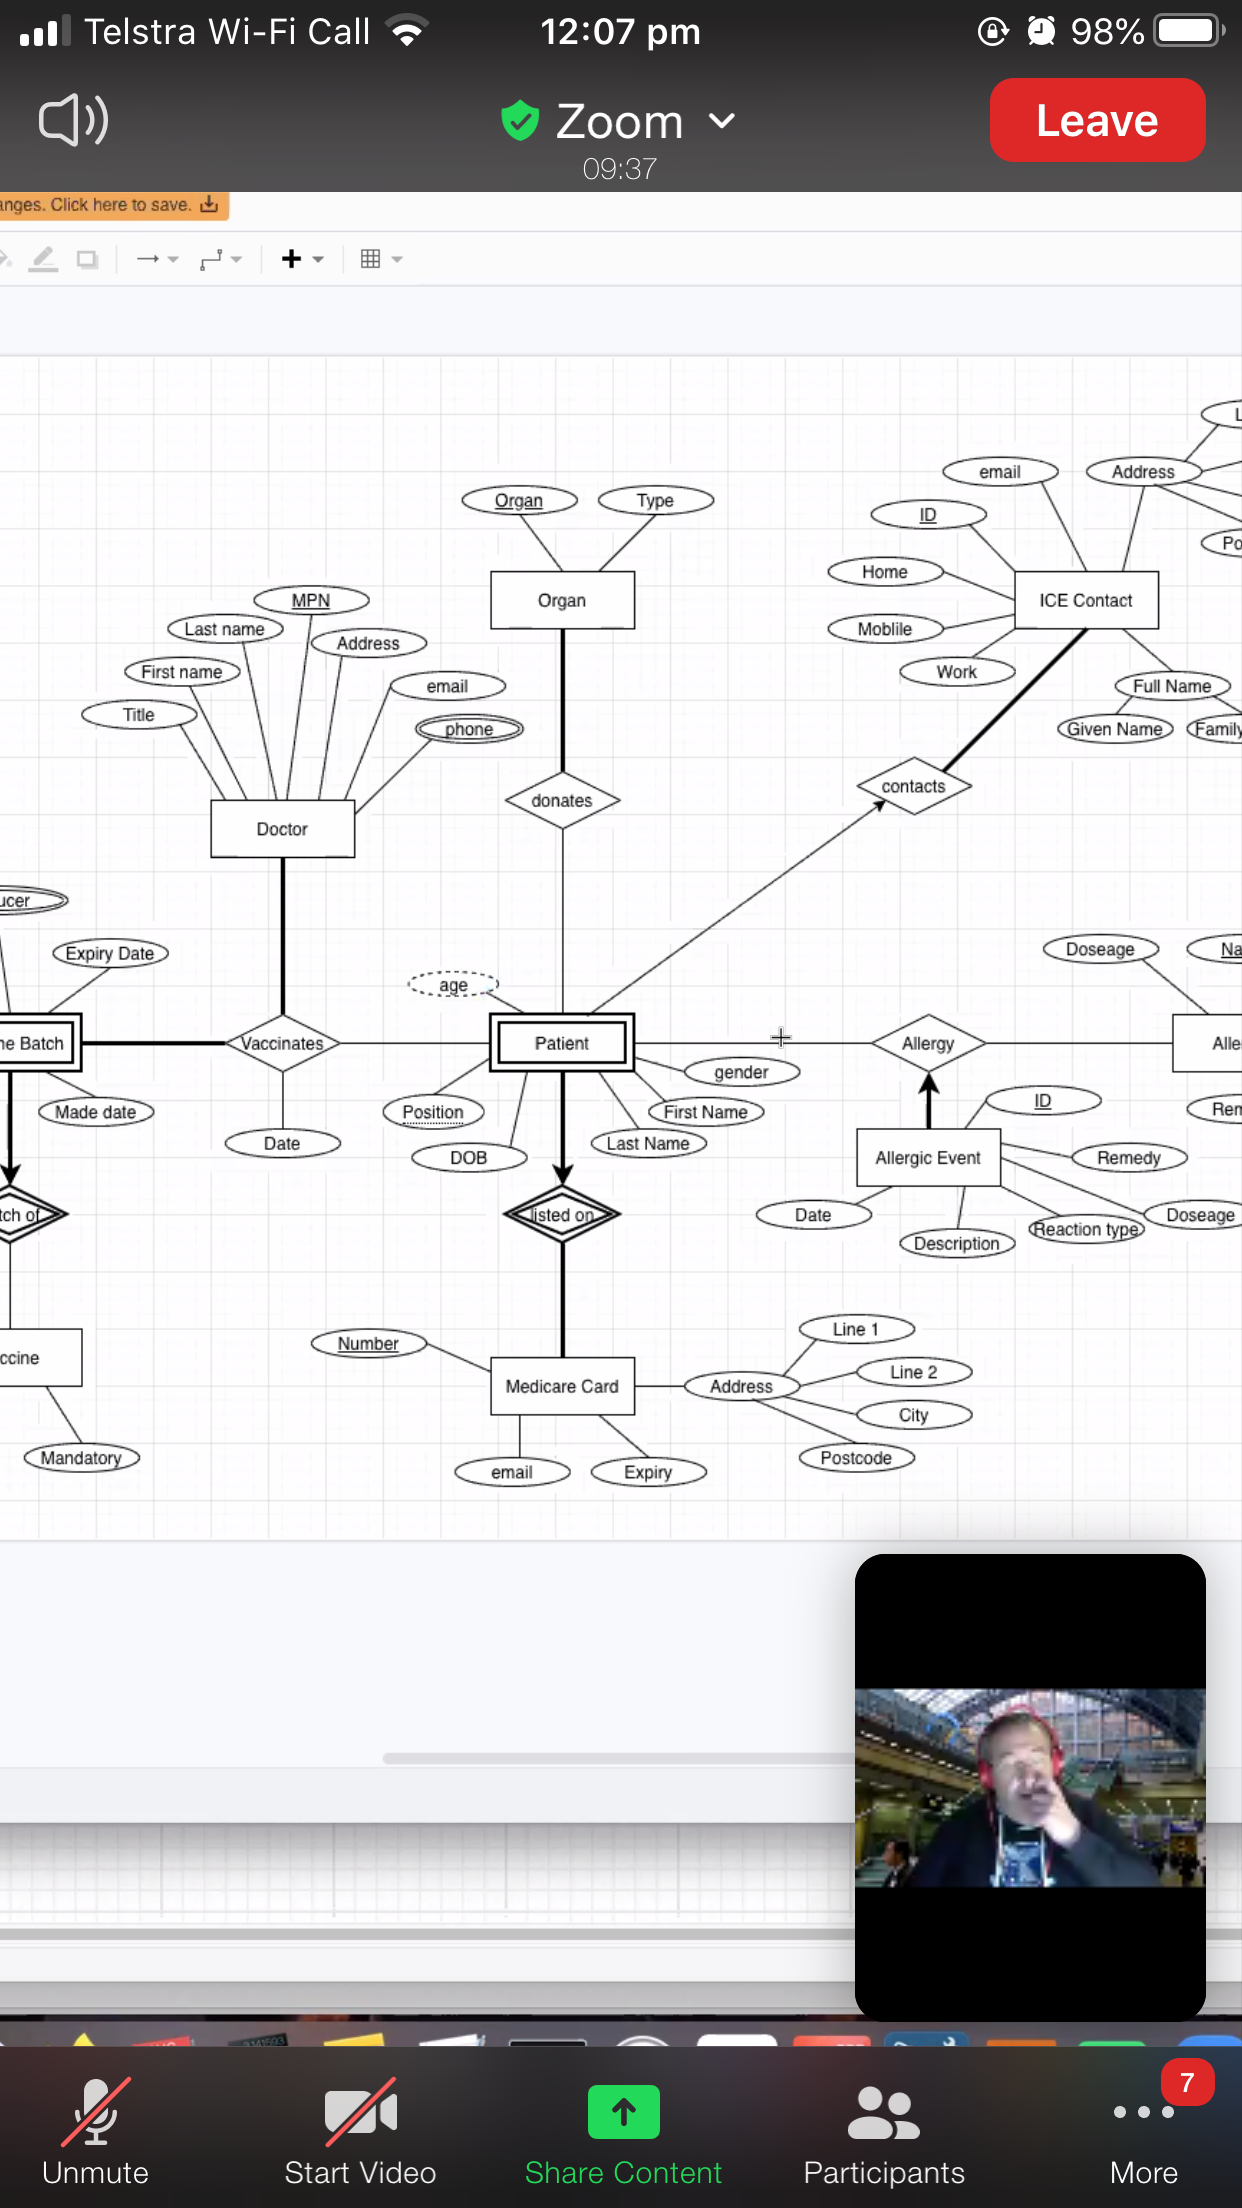 Telstra Wi-Fi Call
12:07 pm
98%
Zoom
09:37
Leave
anges. Click here to save.
email
Address
L
Organ
Type
ID
Po
Home
Organ
ICE Contact
MPN
Last name
Address
Moblile
First name
email
Work
Full Name
Title
phone
Given Name
Family
contacts
donates
Doctor
ucer
Expiry Date
Doseage
Na
age
ne Batch
Vaccinates
Patient
Allergy
Alle
gender
Made date
Position
First Name
ID
Rem
Date
Last Name
DOB
Allergic Event
Remedy
tch of
listed on
Date
Reaction type
Doseage
Description
Line 1
Number
ccine
Medicare Card
Address
Line 2
City
Mandatory
email
Expiry
Postcode
7
Unmute
Start Video
Share Content
Participants
More